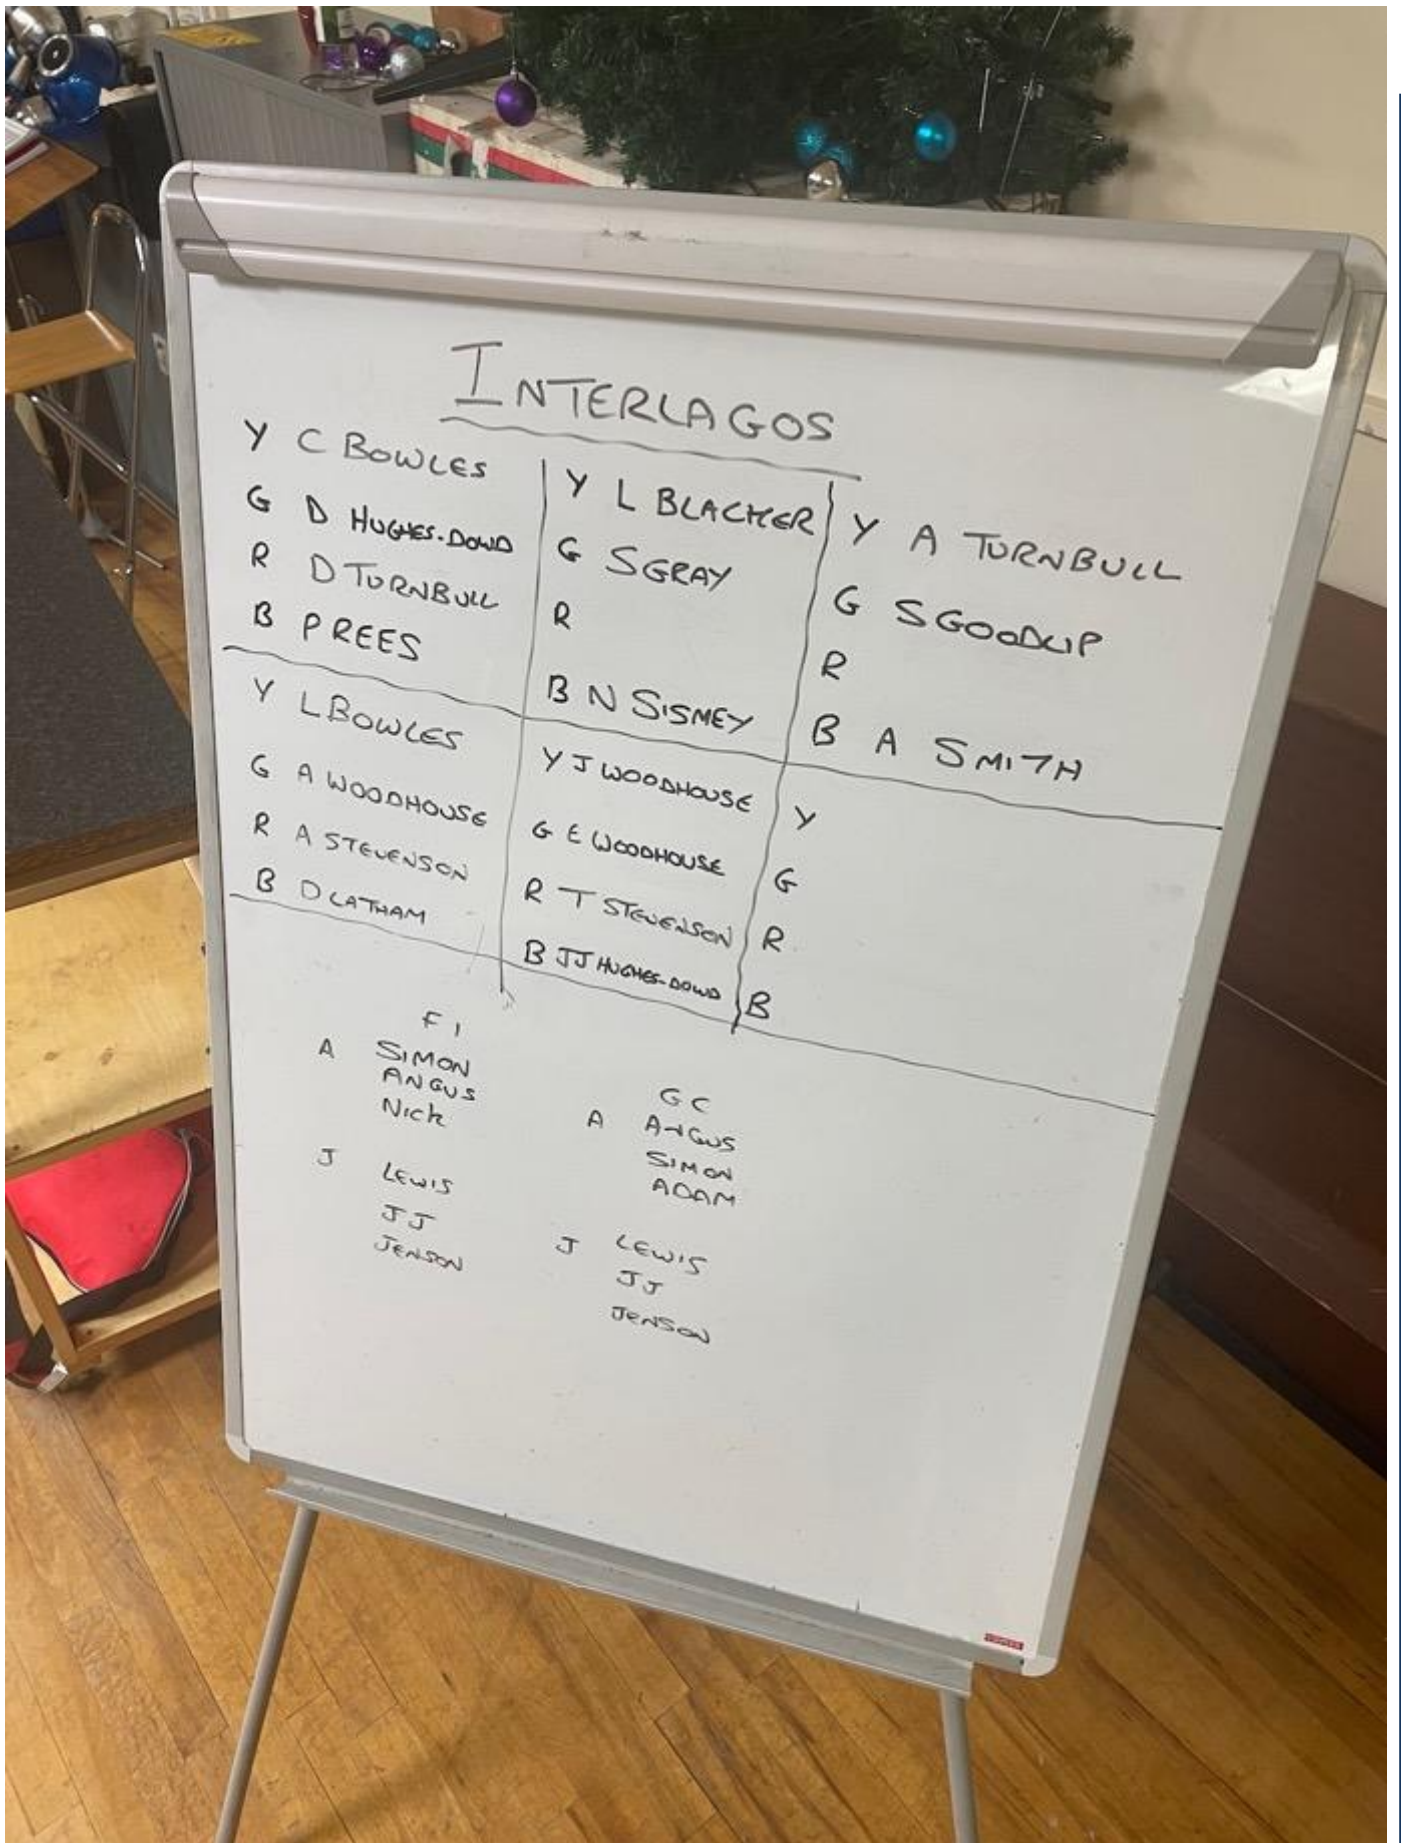 INTERLAGOS
Y C BOWLES
G D HUGHES-DOWD
R D TURNBULL
B P REES
Y L BLACKER
G S GRAY
R
B N SISMEY
Y A TURNBULL
G S GOODLIP
R
B A SMITH
Y L BOWLES
G A WOODHOUSE
R A STEVENSON
B D LATHAM
Y J WOODHOUSE
G E WOODHOUSE
R T STEVENSON
B JJ HUGHES-DOWD
Y
G
R
B
F1
A SIMON
ANGUS
NICK
J LEWIS
JJ
JENSON
GC
A ANGUS
SIMON
ADAM
J LEWIS
JJ
JENSON